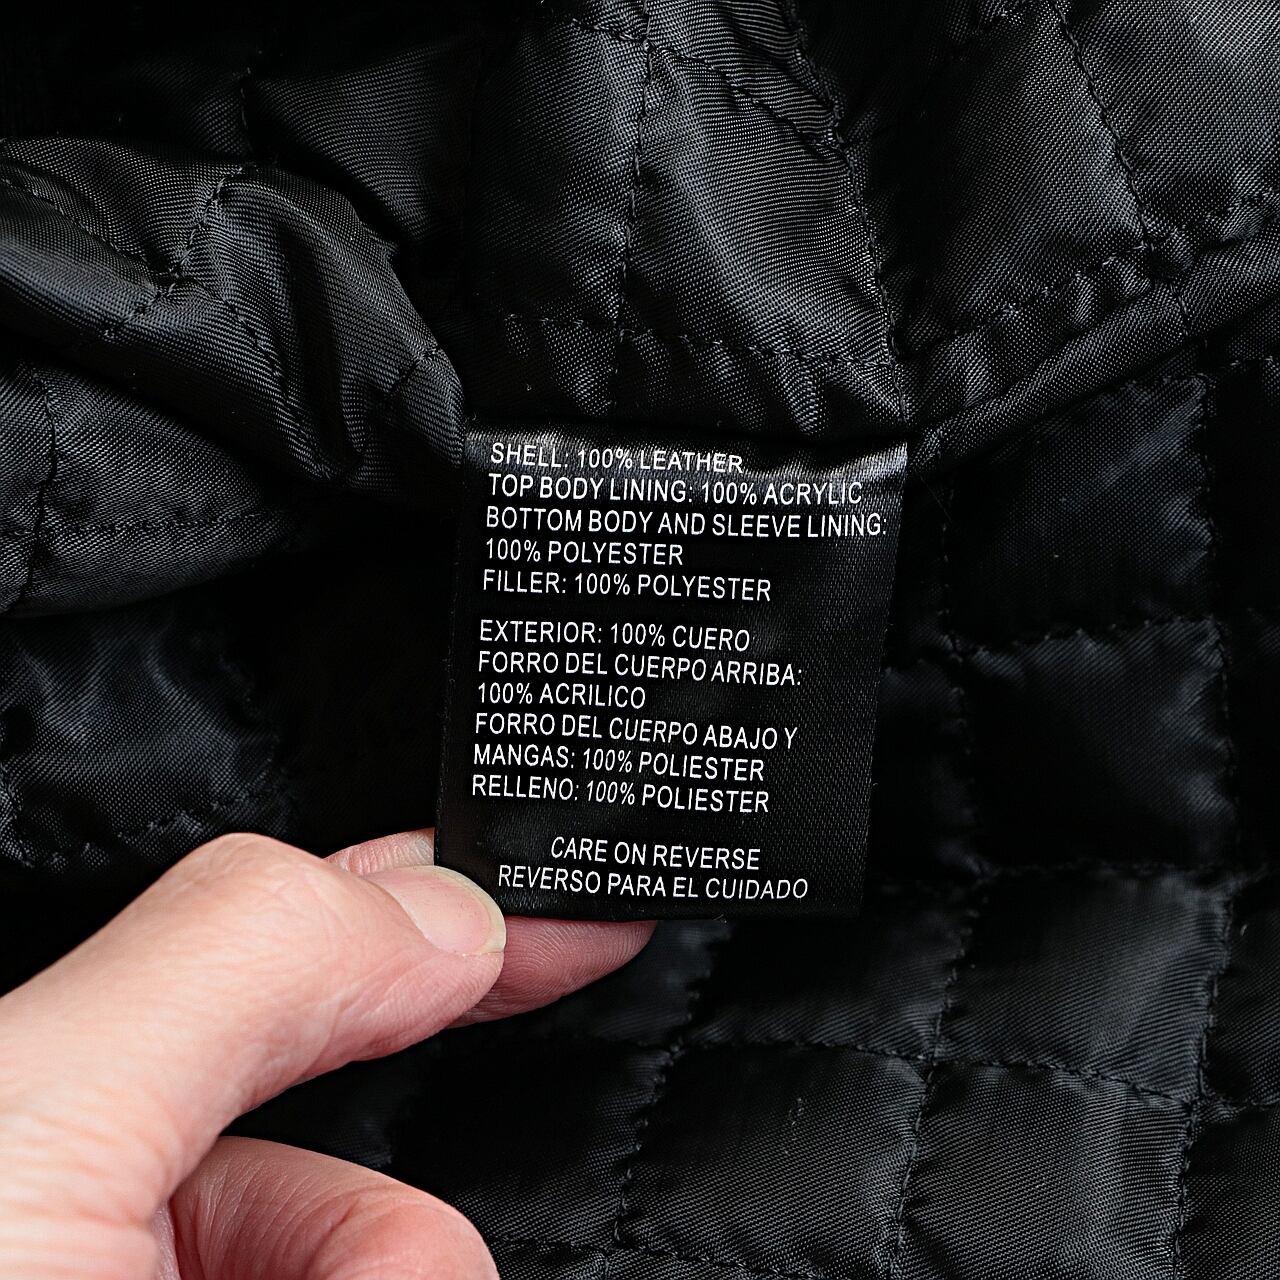 SHELL: 100% LEATHER
TOP BODY LINING: 100% ACRYLIC
BOTTOM BODY AND SLEEVE LINING:
100% POLYESTER
FILLER: 100% POLYESTER
EXTERIOR: 100% CUERO
FORRO DEL CUERPO ARRIBA:
100% ACRILICO
FORRO DEL CUERPO ABAJO Y
MANGAS: 100% POLIESTER
RELLENO: 100% POLIESTER
CARE ON REVERSE
REVERSO PARA EL CUIDADO